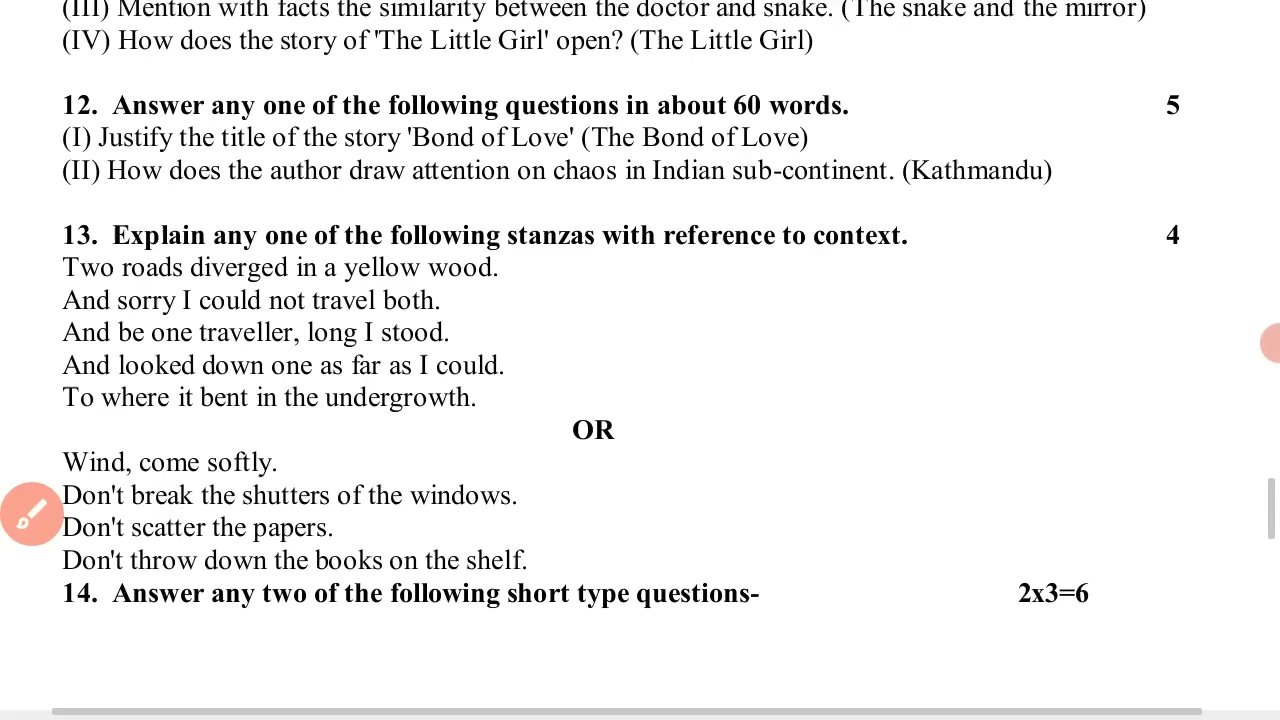 (III) Mention with facts the similarity between the doctor and snake. (The snake and the mirror)
(IV) How does the story of 'The Little Girl' open? (The Little Girl)
12. Answer any one of the following questions in about 60 words. 5
(I) Justify the title of the story 'Bond of Love' (The Bond of Love)
(II) How does the author draw attention on chaos in Indian sub-continent. (Kathmandu)
13. Explain any one of the following stanzas with reference to context. 4
Two roads diverged in a yellow wood.
And sorry I could not travel both.
And be one traveller, long I stood.
And looked down one as far as I could.
To where it bent in the undergrowth.
OR
Wind, come softly.
Don't break the shutters of the windows.
Don't scatter the papers.
Don't throw down the books on the shelf.
14. Answer any two of the following short type questions- 2x3=6